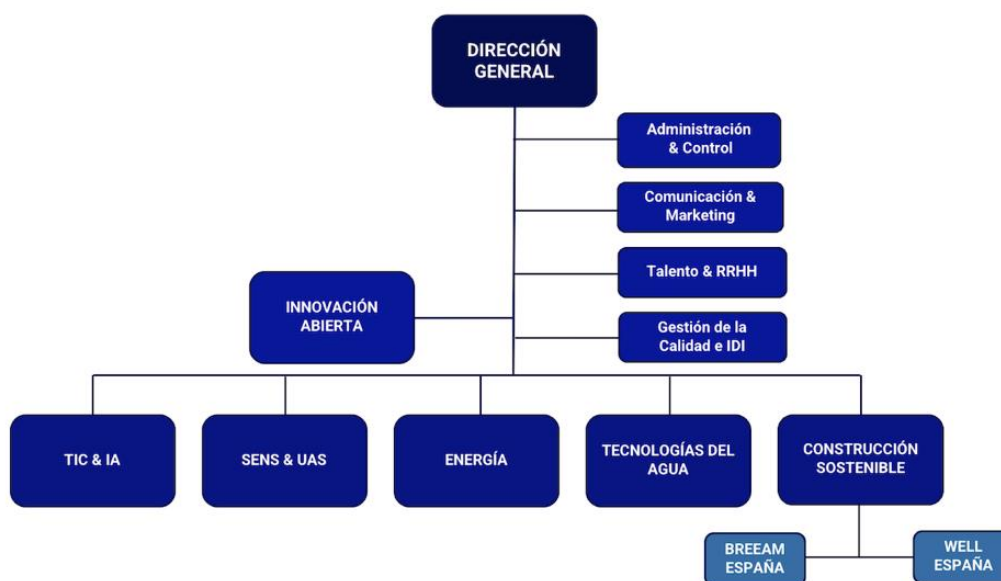 DIRECCIÓN
GENERAL
Administración
& Control
Comunicación &
Marketing
Talento & RRHH
INNOVACIÓN
ABIERTA
Gestión de la
Calidad e IDI
TIC & IA
SENS & UAS
ENERGÍA
TECNOLOGÍAS DEL
AGUA
CONSTRUCCIÓN
SOSTENIBLE
BREEAM
ESPAÑA
WELL
ESPAÑA